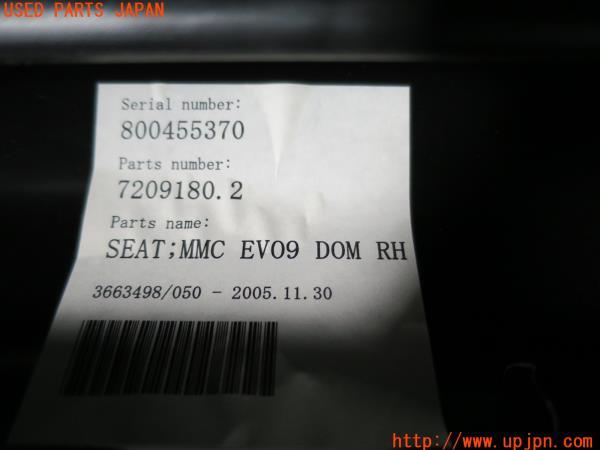 USED PARTS JAPAN
Serial number:
800455370
Parts number:
7209180.2
Parts name:
SEAT;MMC EVO9 DOM RH
3663498/050 - 2005.11.30
http://www.upjpn.com/